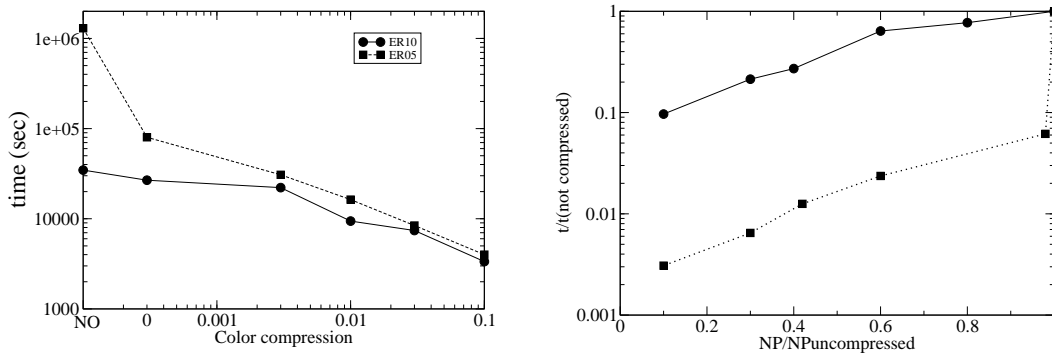 1e+06
1e+05
10000
1000
time (sec)
NO
0
0.001
0.01
0.1
Color compression
ER10
ER05
1
0.1
0.01
0.001
t/t(not compressed)
0
0.2
0.4
0.6
0.8
NP/NPuncompressed